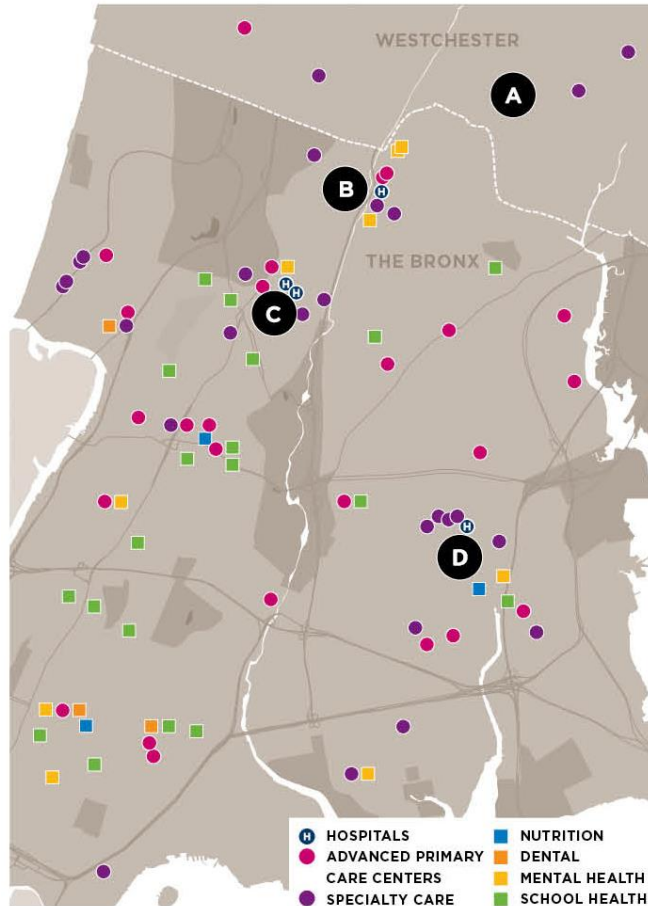 WESTCHESTER
A
B
H
THE BRONX
H
H
C
H
D
H HOSPITALS
ADVANCED PRIMARY
CARE CENTERS
SPECIALTY CARE
NUTRITION
DENTAL
MENTAL HEALTH
SCHOOL HEALTH